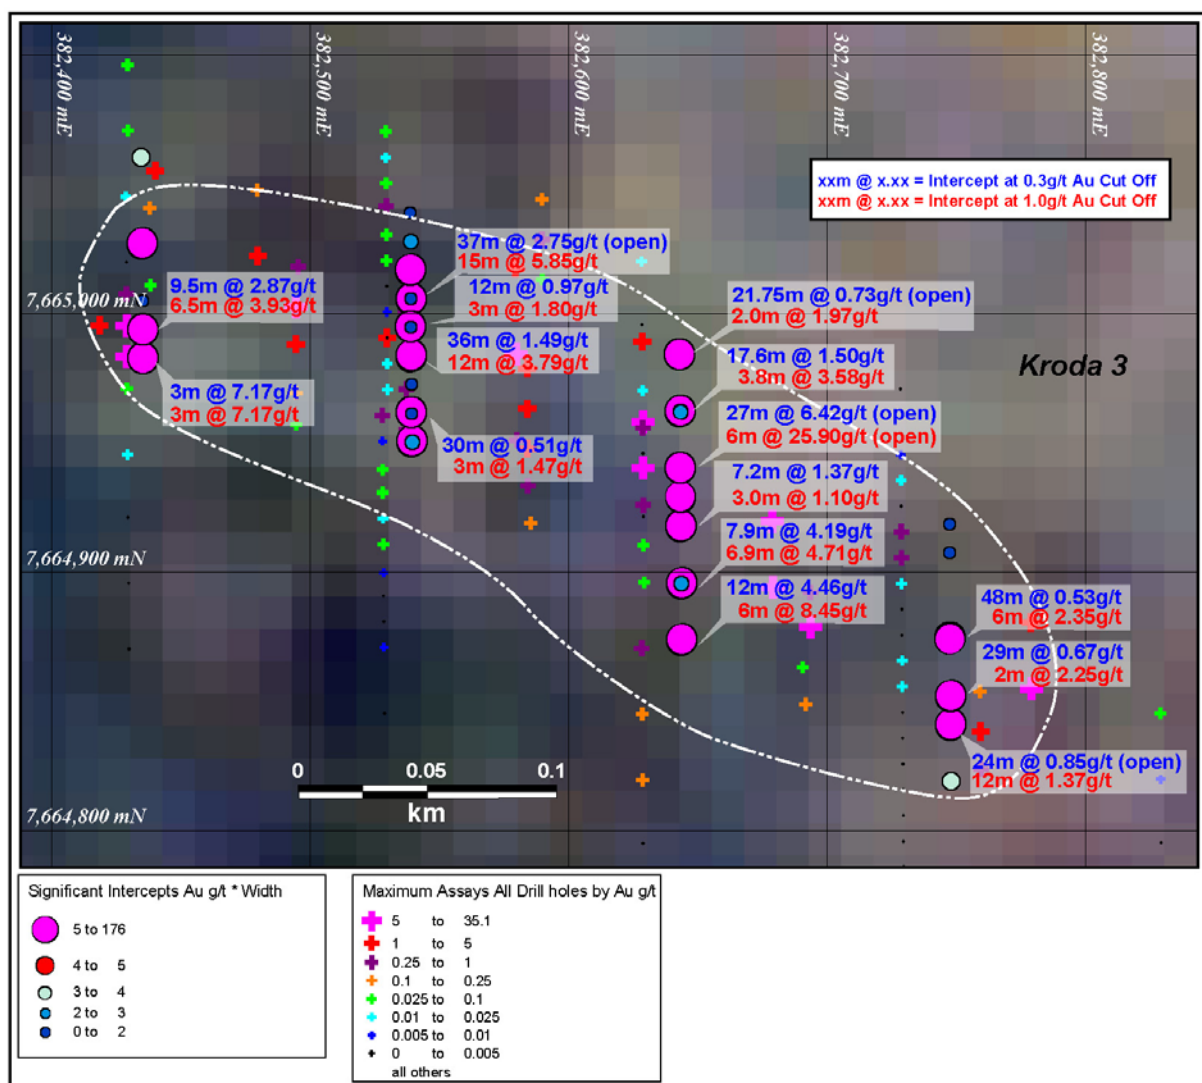 382,400 mE
382,500 mE
382,600 mE
382,700 mE
382,800 mE
xxm @ x.xx = Intercept at 0.3g/t Au Cut Off
xxm @ x.xx = Intercept at 1.0g/t Au Cut Off
37m @ 2.75g/t (open)
15m @ 5.85g/t
9.5m @ 2.87g/t
6.5m @ 3.93g/t
12m @ 0.97g/t
3m @ 1.80g/t
21.75m @ 0.73g/t (open)
2.0m @ 1.97g/t
7,665,000 mN
36m @ 1.49g/t
12m @ 3.79g/t
17.6m @ 1.50g/t
3.8m @ 3.58g/t
Kroda 3
3m @ 7.17g/t
3m @ 7.17g/t
27m @ 6.42g/t (open)
6m @ 25.90g/t (open)
30m @ 0.51g/t
3m @ 1.47g/t
7.2m @ 1.37g/t
3.0m @ 1.10g/t
7,664,900 mN
7.9m @ 4.19g/t
6.9m @ 4.71g/t
12m @ 4.46g/t
6m @ 8.45g/t
48m @ 0.53g/t
6m @ 2.35g/t
29m @ 0.67g/t
2m @ 2.25g/t
24m @ 0.85g/t (open)
12m @ 1.37g/t
0 0.05 0.1
km
7,664,800 mN
Significant Intercepts Au g/t * Width
5 to 176
4 to 5
3 to 4
2 to 3
0 to 2
Maximum Assays All Drill holes by Au g/t
5 to 35.1
1 to 5
0.25 to 1
0.1 to 0.25
0.025 to 0.1
0.01 to 0.025
0.005 to 0.01
0 to 0.005
all others